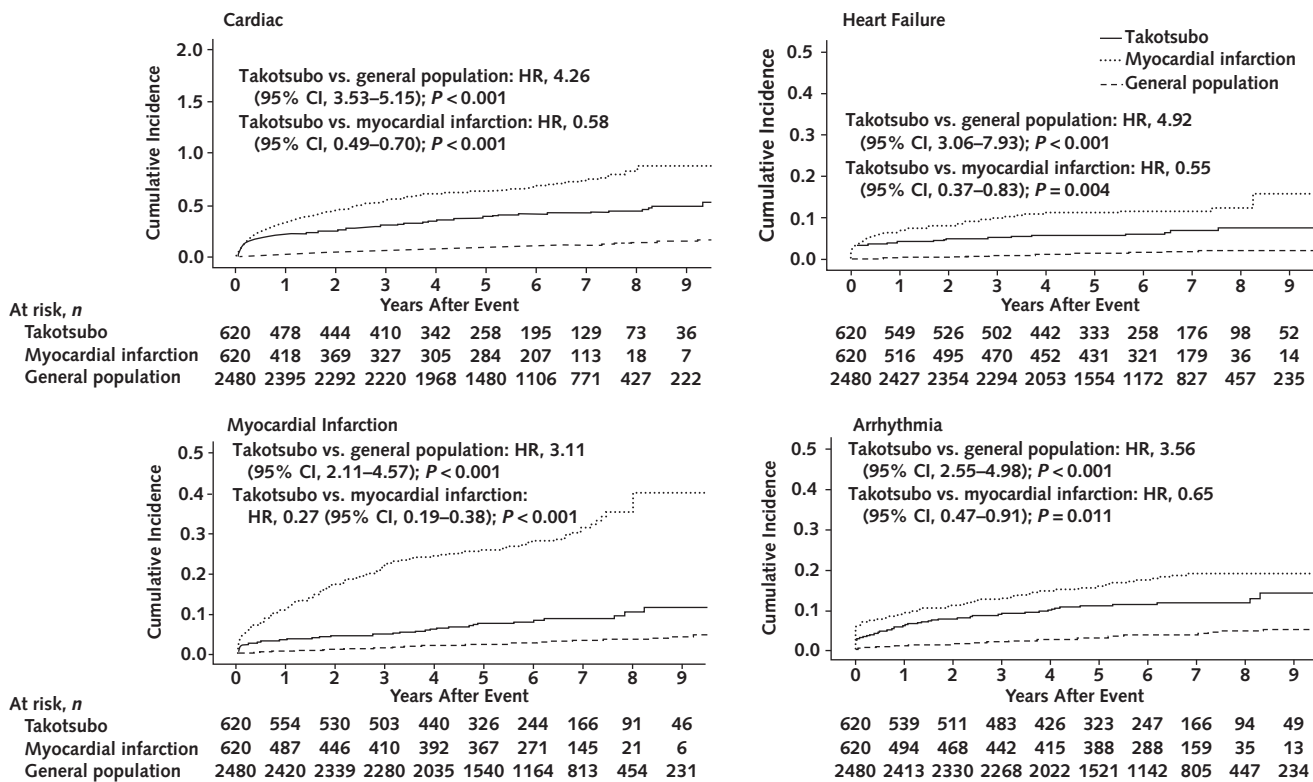 Cardiac
Cumulative Incidence
2.0
1.5
1.0
0.5
0.0
Takotsubo vs. general population: HR, 4.26
(95% CI, 3.53–5.15); P < 0.001
Takotsubo vs. myocardial infarction: HR, 0.58
(95% CI, 0.49–0.70); P < 0.001
0 1 2 3 4 5 6 7 8 9
Years After Event
At risk, n
Takotsubo 620 478 444 410 342 258 195 129 73 36
Myocardial infarction 620 418 369 327 305 284 207 113 18 7
General population 2480 2395 2292 2220 1968 1480 1106 771 427 222
Heart Failure
Cumulative Incidence
0.5
0.4
0.3
0.2
0.1
0.0
Takotsubo
Myocardial infarction
General population
Takotsubo vs. general population: HR, 4.92
(95% CI, 3.06–7.93); P < 0.001
Takotsubo vs. myocardial infarction: HR, 0.55
(95% CI, 0.37–0.83); P = 0.004
0 1 2 3 4 5 6 7 8 9
Years After Event
620 549 526 502 442 333 258 176 98 52
620 516 495 470 452 431 321 179 36 14
2480 2427 2354 2294 2053 1554 1172 827 457 235
Myocardial Infarction
Cumulative Incidence
0.5
0.4
0.3
0.2
0.1
0.0
Takotsubo vs. general population: HR, 3.11
(95% CI, 2.11–4.57); P < 0.001
Takotsubo vs. myocardial infarction:
HR, 0.27 (95% CI, 0.19–0.38); P < 0.001
0 1 2 3 4 5 6 7 8 9
Years After Event
At risk, n
Takotsubo 620 554 530 503 440 326 244 166 91 46
Myocardial infarction 620 487 446 410 392 367 271 145 21 6
General population 2480 2420 2339 2280 2035 1540 1164 813 454 231
Arrhythmia
Cumulative Incidence
0.5
0.4
0.3
0.2
0.1
0.0
Takotsubo vs. general population: HR, 3.56
(95% CI, 2.55–4.98); P < 0.001
Takotsubo vs. myocardial infarction: HR, 0.65
(95% CI, 0.47–0.91); P = 0.011
0 1 2 3 4 5 6 7 8 9
Years After Event
620 539 511 483 426 323 247 166 94 49
620 494 468 442 415 388 288 159 35 13
2480 2413 2330 2268 2022 1521 1142 805 447 234